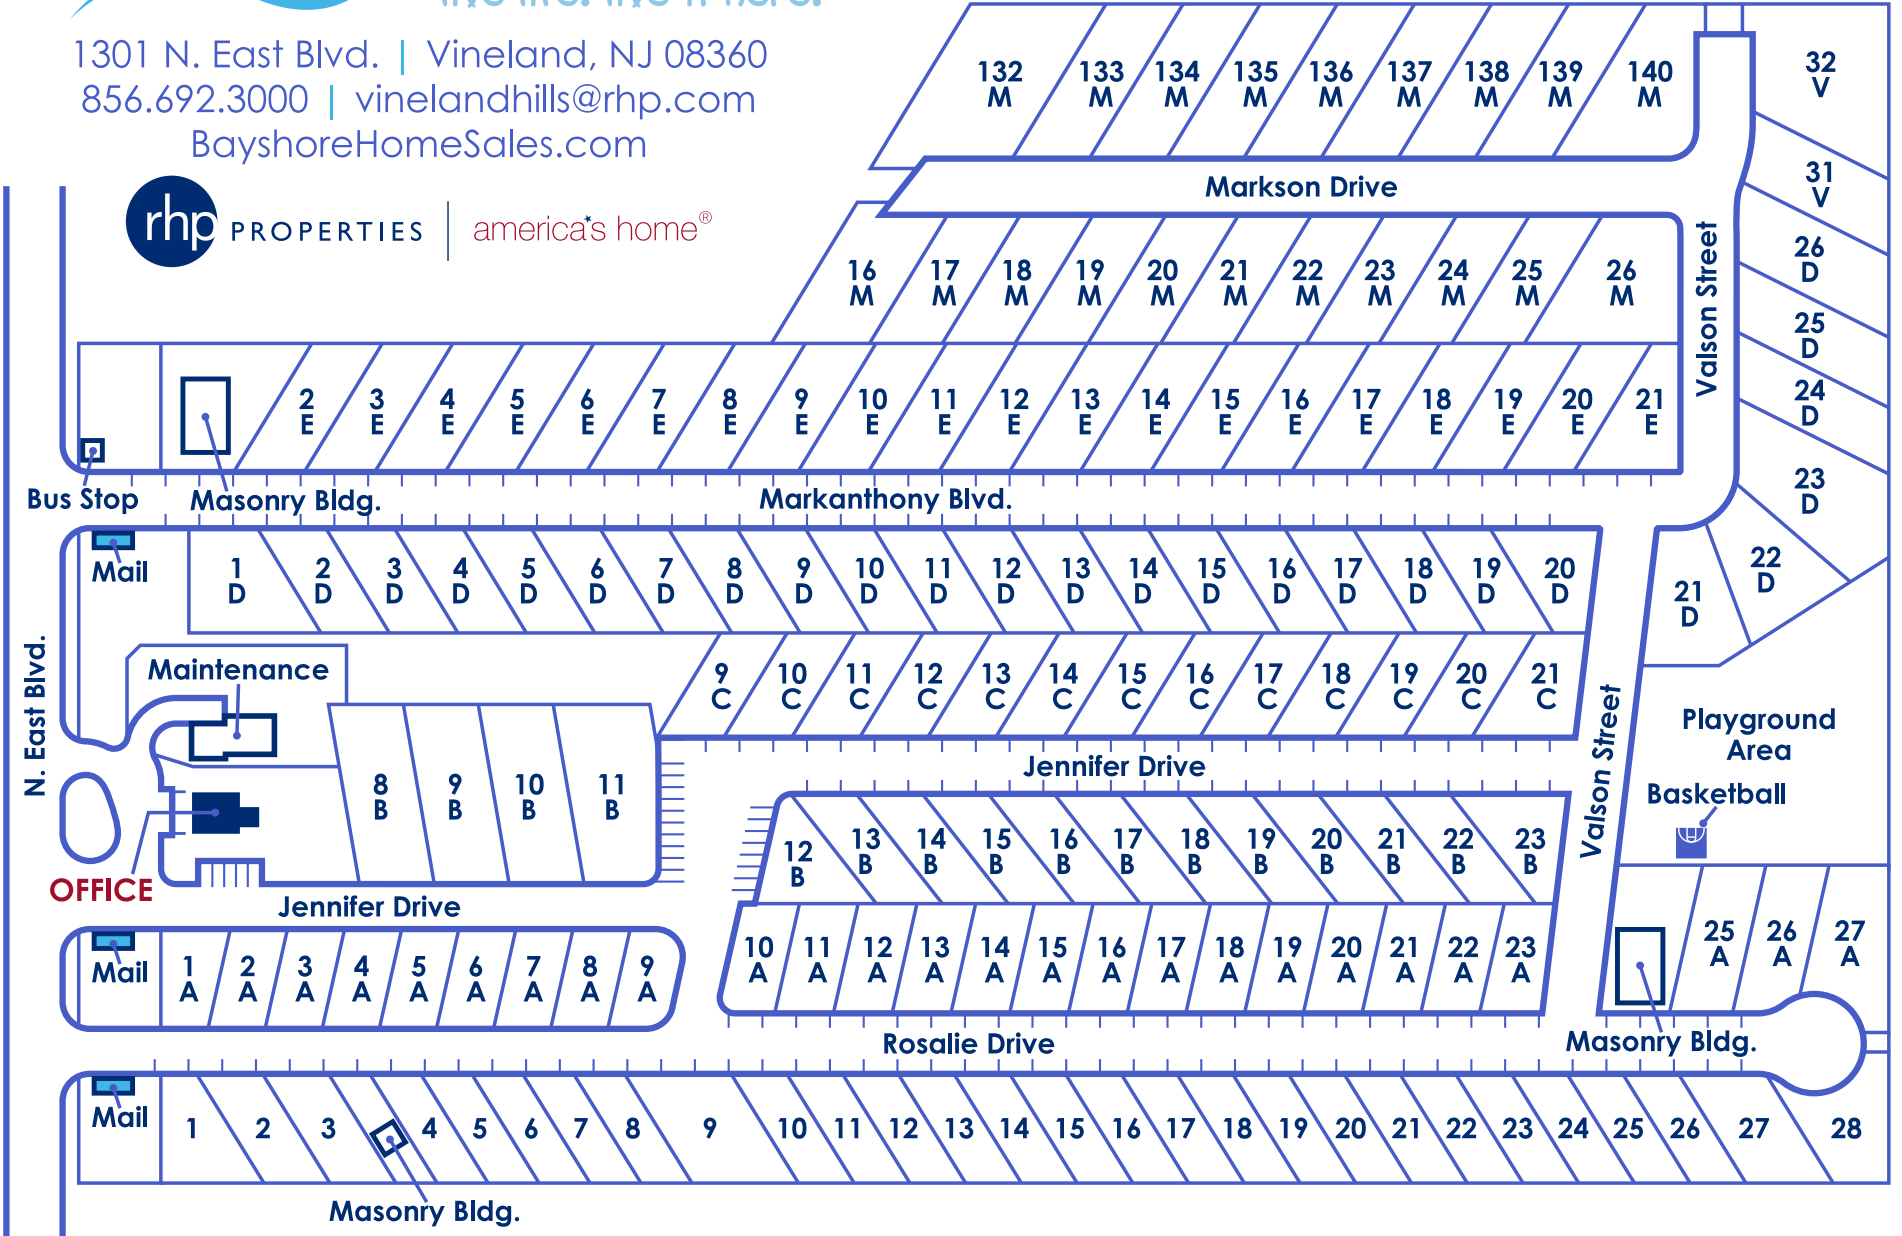 1301 N. East Blvd. | Vineland, NJ 08360
856.692.3000 | vinelandhills@rhp.com
BayshoreHomeSales.com
rhp PROPERTIES | america's home®
132 M 133 M 134 M 135 M 136 M 137 M 138 M 139 M 140 M
32 V
31 V
Markson Drive
16 M 17 M 18 M 19 M 20 M 21 M 22 M 23 M 24 M 25 M 26 M
Valson Street
26 D
25 D
24 D
23 D
22 D
21 D
2 E 3 E 4 E 5 E 6 E 7 E 8 E 9 E 10 E 11 E 12 E 13 E 14 E 15 E 16 E 17 E 18 E 19 E 20 E 21 E
Bus Stop
Masonry Bldg.
Markanthony Blvd.
Mail
1 D 2 D 3 D 4 D 5 D 6 D 7 D 8 D 9 D 10 D 11 D 12 D 13 D 14 D 15 D 16 D 17 D 18 D 19 D 20 D
N. East Blvd.
Maintenance
9 C 10 C 11 C 12 C 13 C 14 C 15 C 16 C 17 C 18 C 19 C 20 C 21 C
Valson Street
Playground
Area
Basketball
Jennifer Drive
8 B 9 B 10 B 11 B
12 B 13 B 14 B 15 B 16 B 17 B 18 B 19 B 20 B 21 B 22 B 23 B
OFFICE
Jennifer Drive
Mail
1 A 2 A 3 A 4 A 5 A 6 A 7 A 8 A 9 A
10 A 11 A 12 A 13 A 14 A 15 A 16 A 17 A 18 A 19 A 20 A 21 A 22 A 23 A
25 A 26 A 27 A
Rosalie Drive
Masonry Bldg.
Mail
1 2 3 4 5 6 7 8 9 10 11 12 13 14 15 16 17 18 19 20 21 22 23 24 25 26 27 28
Masonry Bldg.